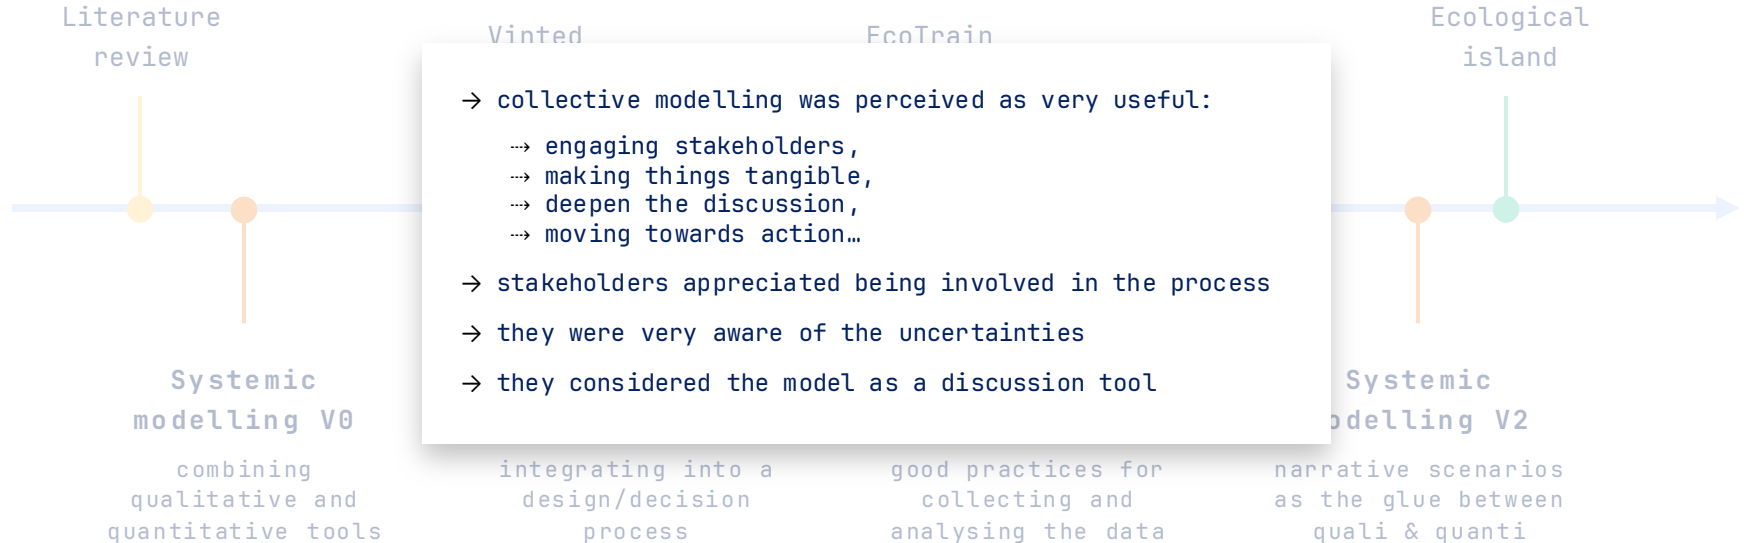 Literature
review
Vinted
EcoTrain
Ecological
island
→ collective modelling was perceived as very useful:
⇢ engaging stakeholders,
⇢ making things tangible,
⇢ deepen the discussion,
⇢ moving towards action…
→ stakeholders appreciated being involved in the process
→ they were very aware of the uncertainties
→ they considered the model as a discussion tool
Systemic
modelling V0
combining
qualitative and
quantitative tools
integrating into a
design/decision
process
good practices for
collecting and
analysing the data
Systemic
odelling V2
narrative scenarios
as the glue between
quali & quanti